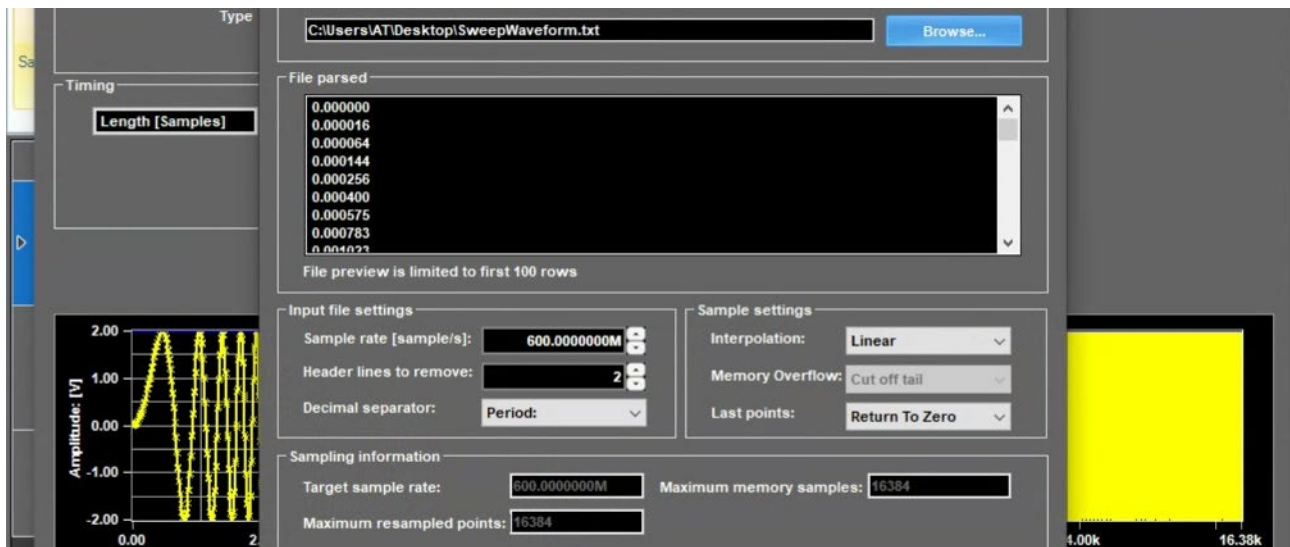 Type
C:\Users\AT\Desktop\SweepWaveform.txt
Browse...
Sa
Timing
Length [Samples]
File parsed
0.000000
0.000016
0.000064
0.000144
0.000256
0.000400
0.000575
0.000783
0.001023
File preview is limited to first 100 rows
Input file settings
Sample rate [sample/s]: 600.0000000M
Header lines to remove: 2
Decimal separator: Period:
Sample settings
Interpolation: Linear
Memory Overflow: Cut off tail
Last points: Return To Zero
Sampling information
Target sample rate: 600.0000000M
Maximum memory samples: 16384
Maximum resampled points: 16384
Amplitude: [V]
2.00
1.00
0.00
-1.00
-2.00
0.00
2.
4.00k
16.38k